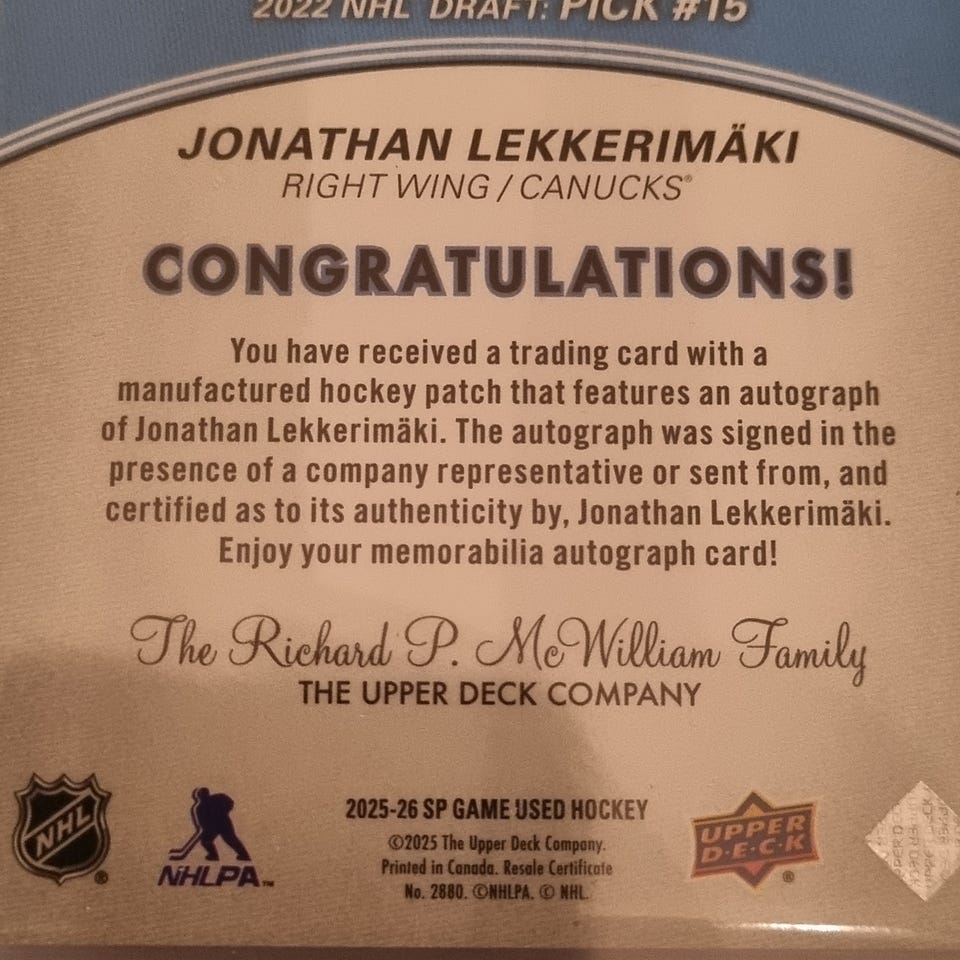 2022 NHL DRAFT: PICK #15
JONATHAN LEKKERIMÄKI
RIGHT WING / CANUCKS®
CONGRATULATIONS!
You have received a trading card with a
manufactured hockey patch that features an autograph
of Jonathan Lekkerimäki. The autograph was signed in the
presence of a company representative or sent from, and
certified as to its authenticity by, Jonathan Lekkerimäki.
Enjoy your memorabilia autograph card!
The Richard P. McWilliam Family
THE UPPER DECK COMPANY
NHL ®
NHLPA™
2025-26 SP GAME USED HOCKEY
©2025 The Upper Deck Company.
Printed in Canada. Resale Certificate
No. 2880. ©NHLPA. © NHL.
UPPER
D·E·C·K ®